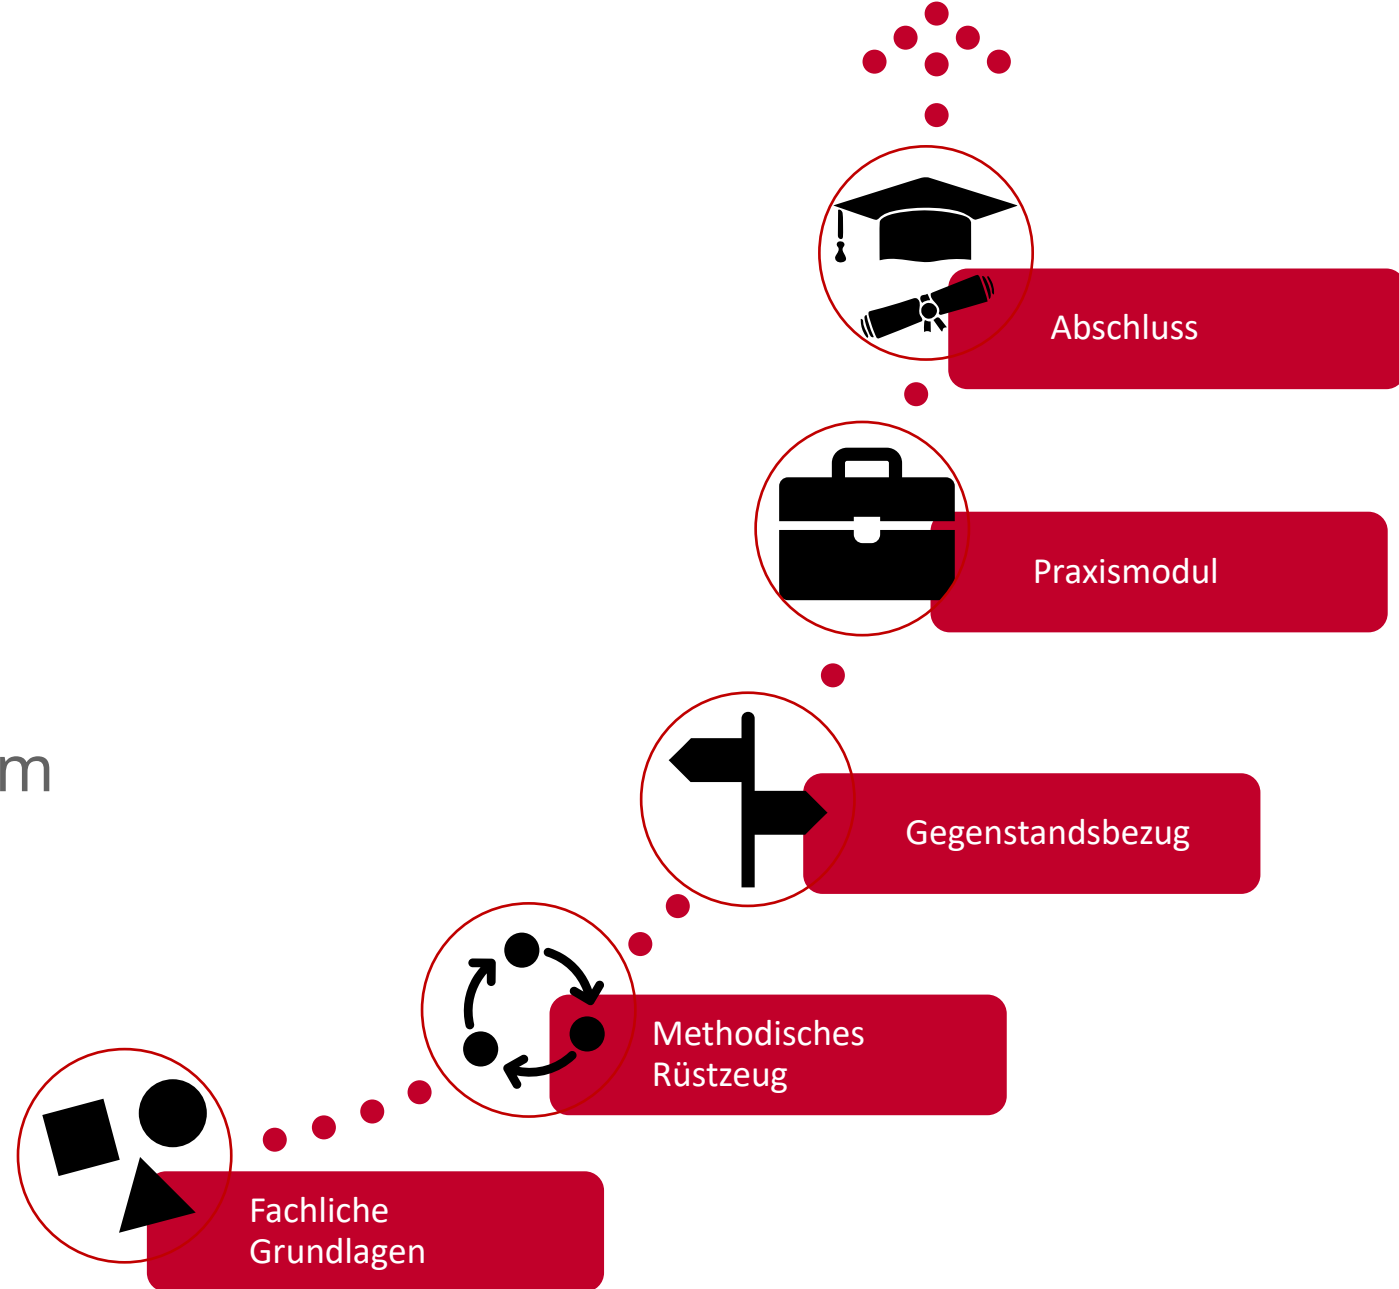 Abschluss
Praxismodul
m
Gegenstandsbezug
Methodisches
Rüstzeug
Fachliche
Grundlagen